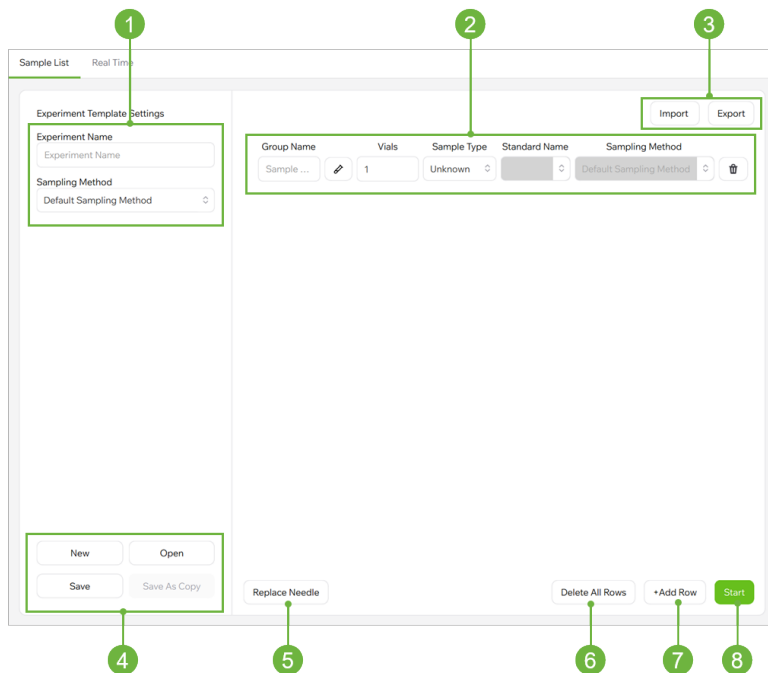 1 2 3
Sample List Real Time
Import Export
Experiment Template Settings
Experiment Name
Experiment Name
Sampling Method
Default Sampling Method
Group Name Vials Sample Type Standard Name Sampling Method
Sample ... 1 Unknown Default Sampling Method
New Open
Save Save As Copy
Replace Needle Delete All Rows +Add Row Start
4 5 6 7 8